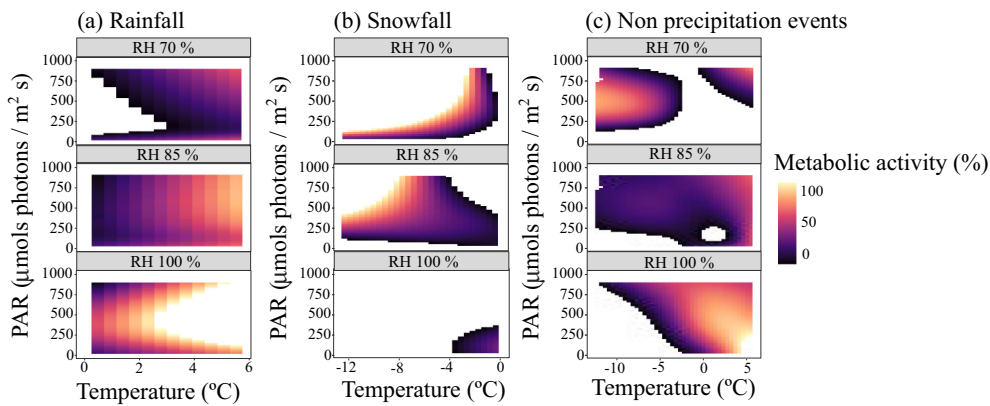 (a) Rainfall
(b) Snowfall
(c) Non precipitation events
RH 70 %
RH 70 %
RH 70 %
PAR (μmols photons / m² s)
1000
750
500
250
0
PAR (μmols photons / m² s)
1000
750
500
250
0
PAR (μmols photons / m² s)
1000
750
500
250
0
RH 85 %
RH 85 %
RH 85 %
1000
750
500
250
0
1000
750
500
250
0
1000
750
500
250
0
RH 100 %
RH 100 %
RH 100 %
1000
750
500
250
0
1000
750
500
250
0
1000
750
500
250
0
0 2 4 6
-12 -8 -4 0
-10 -5 0 5
Temperature (ºC)
Temperature (ºC)
Temperature (ºC)
Metabolic activity (%)
100
50
0